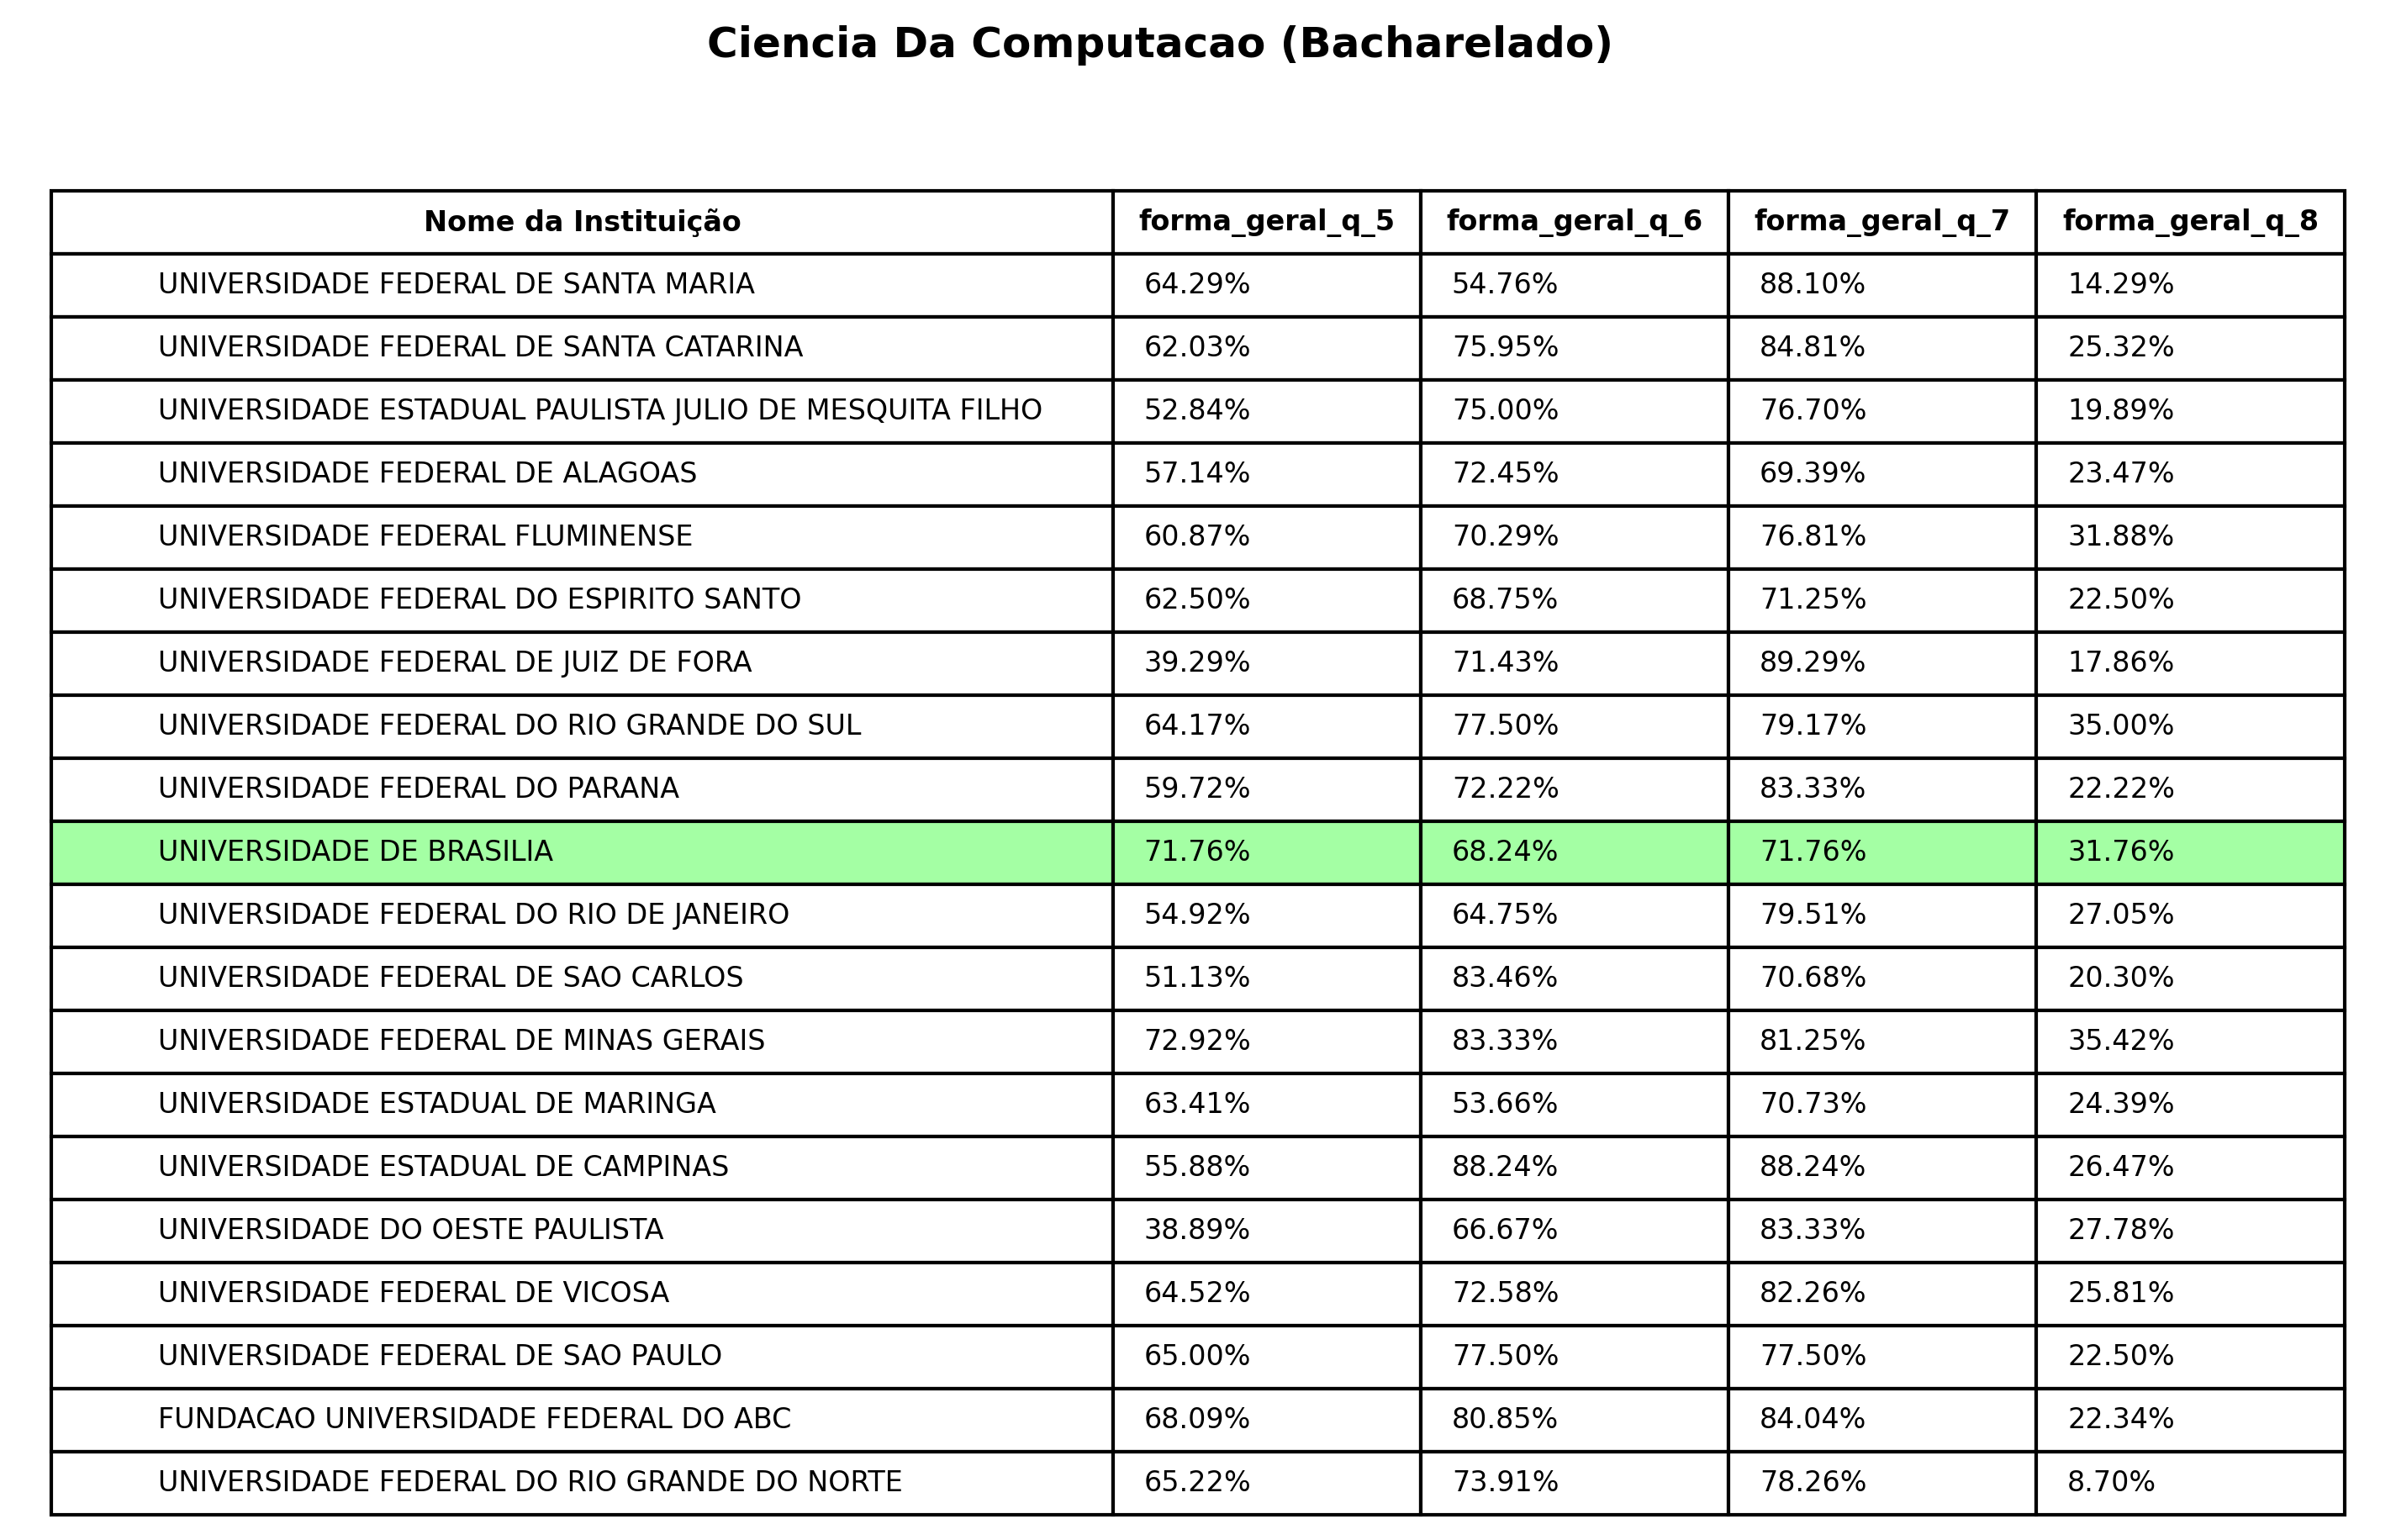 Ciencia Da Computacao (Bacharelado)
Nome da Instituição forma_geral_q_5 forma_geral_q_6 forma_geral_q_7 forma_geral_q_8
UNIVERSIDADE FEDERAL DE SANTA MARIA 64.29% 54.76% 88.10% 14.29%
UNIVERSIDADE FEDERAL DE SANTA CATARINA 62.03% 75.95% 84.81% 25.32%
UNIVERSIDADE ESTADUAL PAULISTA JULIO DE MESQUITA FILHO 52.84% 75.00% 76.70% 19.89%
UNIVERSIDADE FEDERAL DE ALAGOAS 57.14% 72.45% 69.39% 23.47%
UNIVERSIDADE FEDERAL FLUMINENSE 60.87% 70.29% 76.81% 31.88%
UNIVERSIDADE FEDERAL DO ESPIRITO SANTO 62.50% 68.75% 71.25% 22.50%
UNIVERSIDADE FEDERAL DE JUIZ DE FORA 39.29% 71.43% 89.29% 17.86%
UNIVERSIDADE FEDERAL DO RIO GRANDE DO SUL 64.17% 77.50% 79.17% 35.00%
UNIVERSIDADE FEDERAL DO PARANA 59.72% 72.22% 83.33% 22.22%
UNIVERSIDADE DE BRASILIA 71.76% 68.24% 71.76% 31.76%
UNIVERSIDADE FEDERAL DO RIO DE JANEIRO 54.92% 64.75% 79.51% 27.05%
UNIVERSIDADE FEDERAL DE SAO CARLOS 51.13% 83.46% 70.68% 20.30%
UNIVERSIDADE FEDERAL DE MINAS GERAIS 72.92% 83.33% 81.25% 35.42%
UNIVERSIDADE ESTADUAL DE MARINGA 63.41% 53.66% 70.73% 24.39%
UNIVERSIDADE ESTADUAL DE CAMPINAS 55.88% 88.24% 88.24% 26.47%
UNIVERSIDADE DO OESTE PAULISTA 38.89% 66.67% 83.33% 27.78%
UNIVERSIDADE FEDERAL DE VICOSA 64.52% 72.58% 82.26% 25.81%
UNIVERSIDADE FEDERAL DE SAO PAULO 65.00% 77.50% 77.50% 22.50%
FUNDACAO UNIVERSIDADE FEDERAL DO ABC 68.09% 80.85% 84.04% 22.34%
UNIVERSIDADE FEDERAL DO RIO GRANDE DO NORTE 65.22% 73.91% 78.26% 8.70%